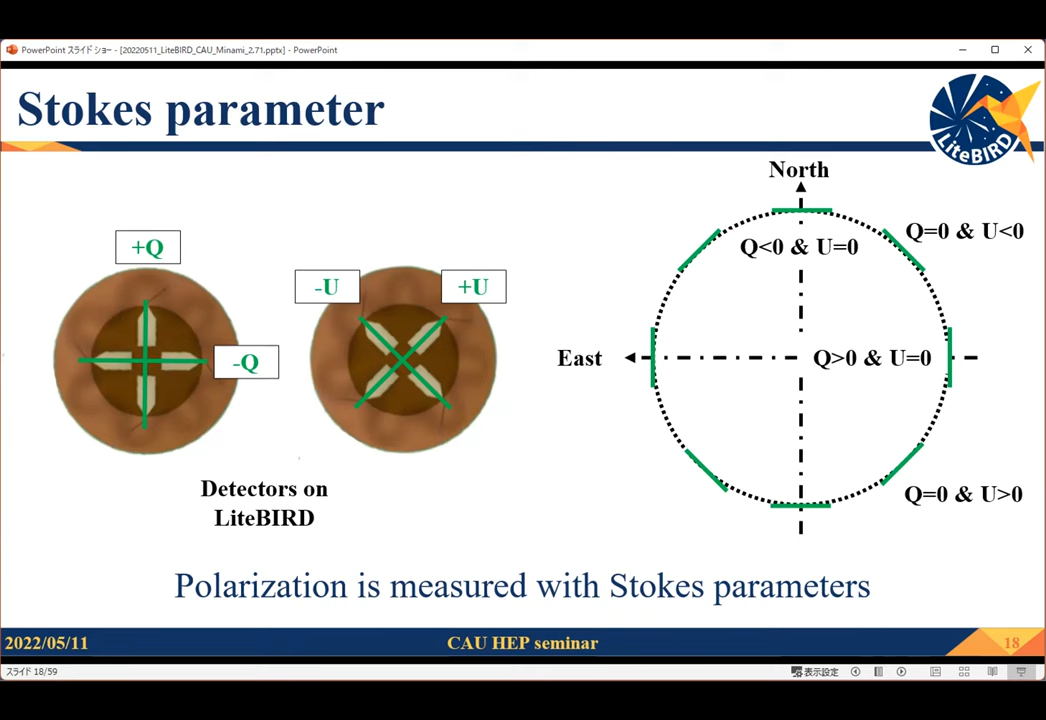 PowerPoint スライド ショー - [20220511_LiteBIRD_CAU_Minami_2.71.pptx] - PowerPoint
Stokes parameter
LiteBIRD
North
+Q
-Q
-U
+U
Q<0 & U=0
Q=0 & U<0
East
Q>0 & U=0
Q=0 & U>0
Detectors on
LiteBIRD
Polarization is measured with Stokes parameters
2022/05/11
CAU HEP seminar
18
スライド 18/59
表示設定